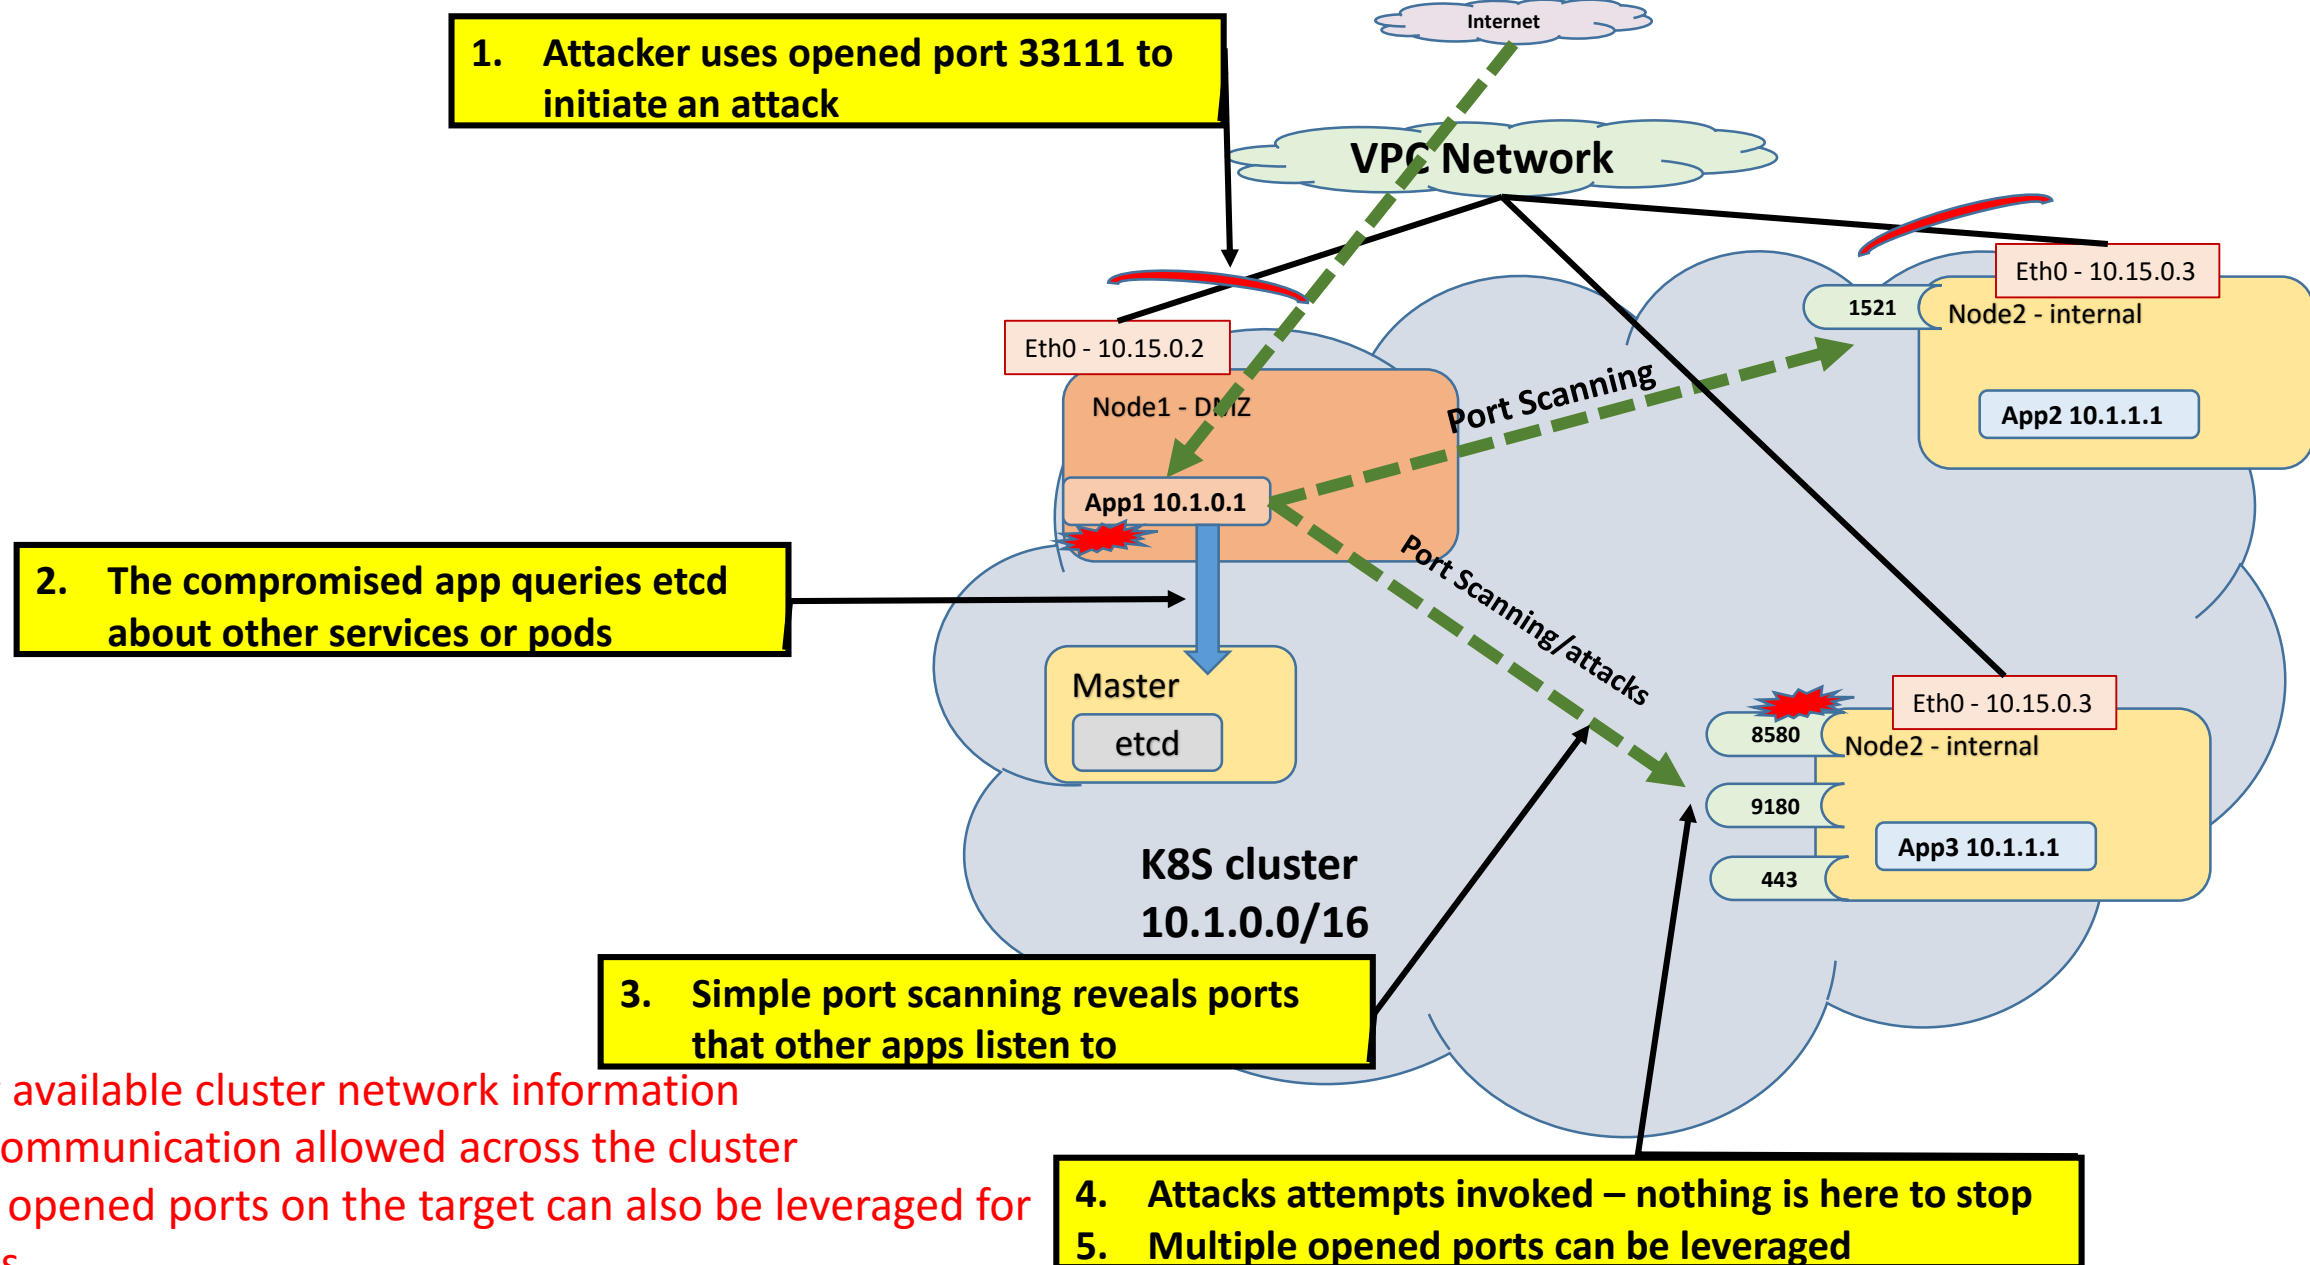 Internet
1. Attacker uses opened port 33111 to
initiate an attack
VPC Network
Eth0 - 10.15.0.3
1521
Node2 - internal
Eth0 - 10.15.0.2
Node1 - DMZ
Port Scanning
App2 10.1.1.1
App1 10.1.0.1
2. The compromised app queries etcd
about other services or pods
Port Scanning/attacks
Master
etcd
Eth0 - 10.15.0.3
8580
Node2 - internal
9180
App3 10.1.1.1
443
K8S cluster
10.1.0.0/16
3. Simple port scanning reveals ports
that other apps listen to
available cluster network information
ommunication allowed across the cluster
opened ports on the target can also be leveraged for
4. Attacks attempts invoked – nothing is here to stop
5. Multiple opened ports can be leveraged